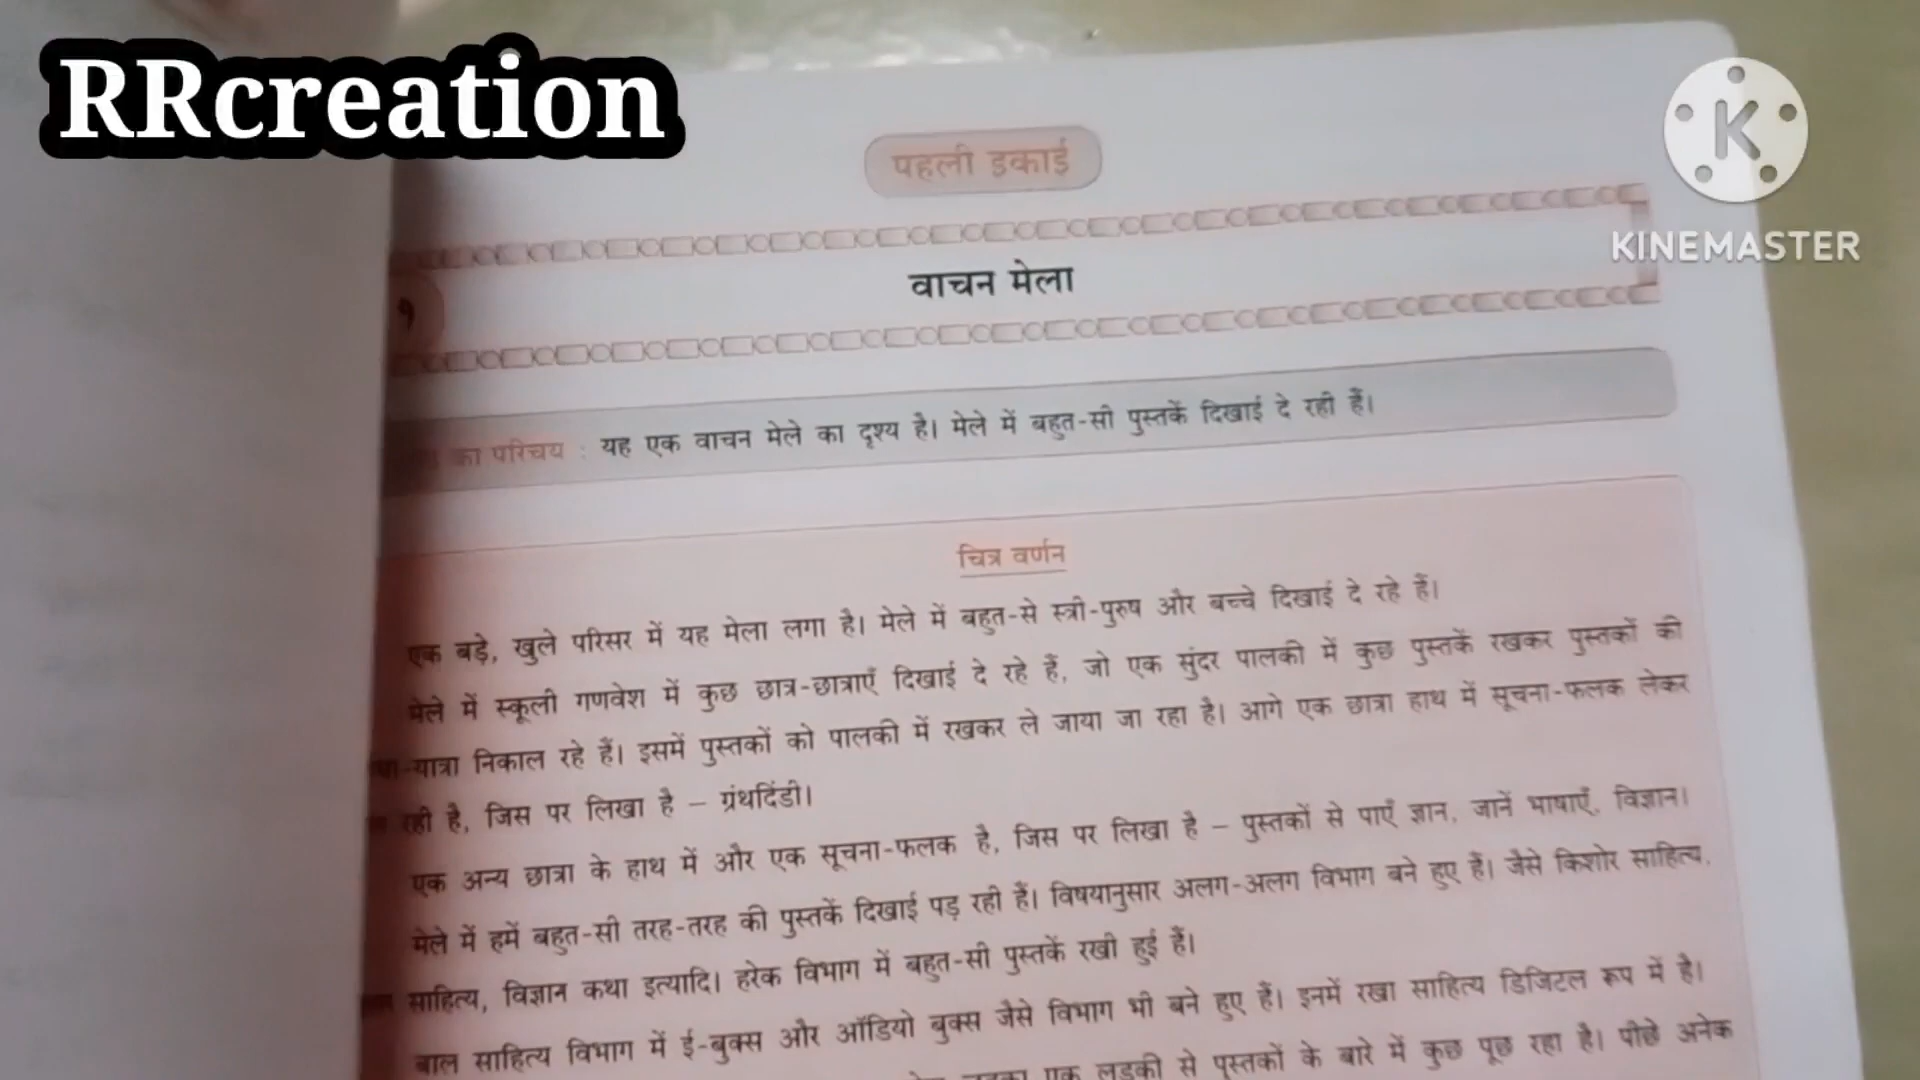 RRcreation
KINEMASTER
पहली इकाई
१
वाचन मेला
का परिचय : यह एक वाचन मेले का दृश्य है। मेले में बहुत-सी पुस्तकें दिखाई दे रही हैं।
चित्र वर्णन
एक बड़े, खुले परिसर में यह मेला लगा है। मेले में बहुत-से स्त्री-पुरुष और बच्चे दिखाई दे रहे हैं।
मेले में स्कूली गणवेश में कुछ छात्र-छात्राएँ दिखाई दे रहे हैं, जो एक सुंदर पालकी में कुछ पुस्तकें रखकर पुस्तकों की
-यात्रा निकाल रहे हैं। इसमें पुस्तकों को पालकी में रखकर ले जाया जा रहा है। आगे एक छात्रा हाथ में सूचना-फलक लेकर
रही है, जिस पर लिखा है – ग्रंथदिंडी।
एक अन्य छात्रा के हाथ में और एक सूचना-फलक है, जिस पर लिखा है – पुस्तकों से पाएँ ज्ञान, जानें भाषाएँ, विज्ञान।
मेले में हमें बहुत-सी तरह-तरह की पुस्तकें दिखाई पड़ रही हैं। विषयानुसार अलग-अलग विभाग बने हुए हैं। जैसे किशोर साहित्य,
साहित्य, विज्ञान कथा इत्यादि। हरेक विभाग में बहुत-सी पुस्तकें रखी हुई हैं।
बाल साहित्य विभाग में ई-बुक्स और ऑडियो बुक्स जैसे विभाग भी बने हुए हैं। इनमें रखा साहित्य डिजिटल रूप में है।
एक लड़की से पुस्तकों के बारे में कुछ पूछ रहा है। पीछे अनेक